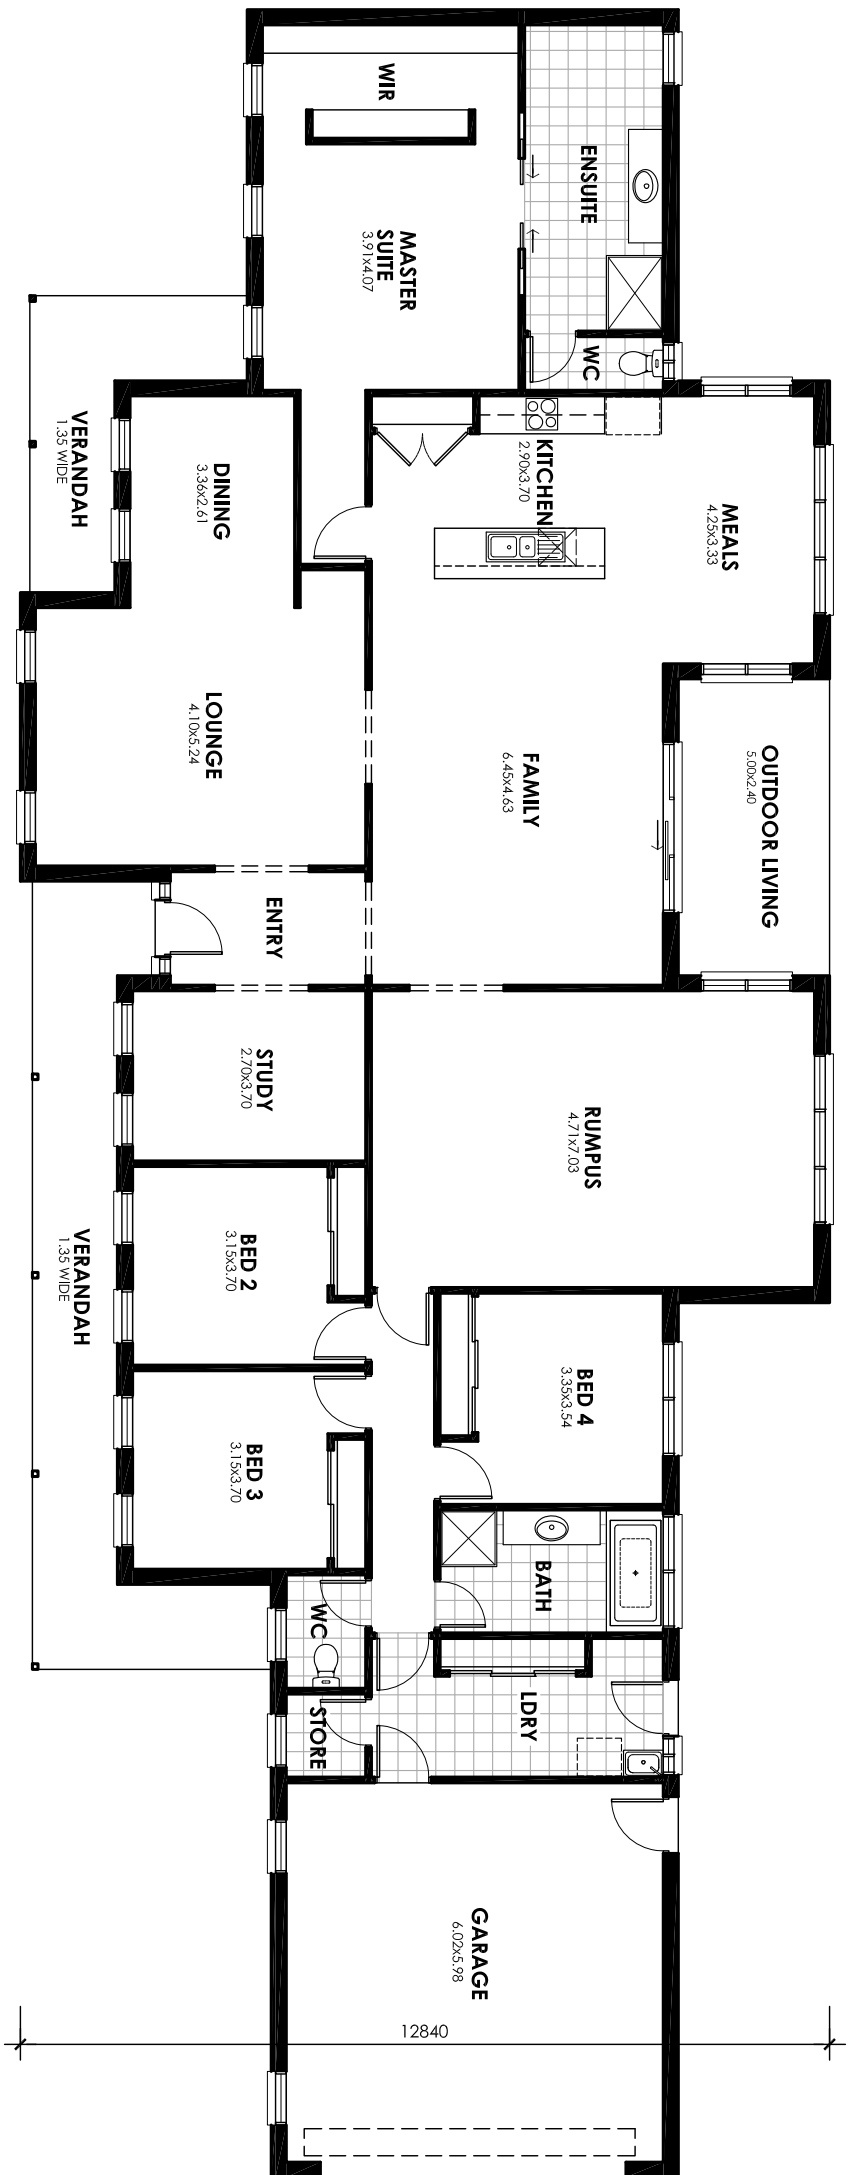 WIR
ENSUITE
MASTER
SUITE
3.91x4.07
WC
VERANDAH
1.35 WIDE
DINING
3.36x2.61
KITCHEN
2.90x3.70
MEALS
4.25x3.33
LOUNGE
4.10x5.24
FAMILY
6.45x4.63
OUTDOOR LIVING
5.00x2.40
ENTRY
STUDY
2.70x3.70
RUMPUS
4.71x7.03
VERANDAH
1.35 WIDE
BED 2
3.15x3.70
BED 4
3.35x3.54
BED 3
3.15x3.70
BATH
WC
STORE
LDRY
GARAGE
6.02x5.98
12840